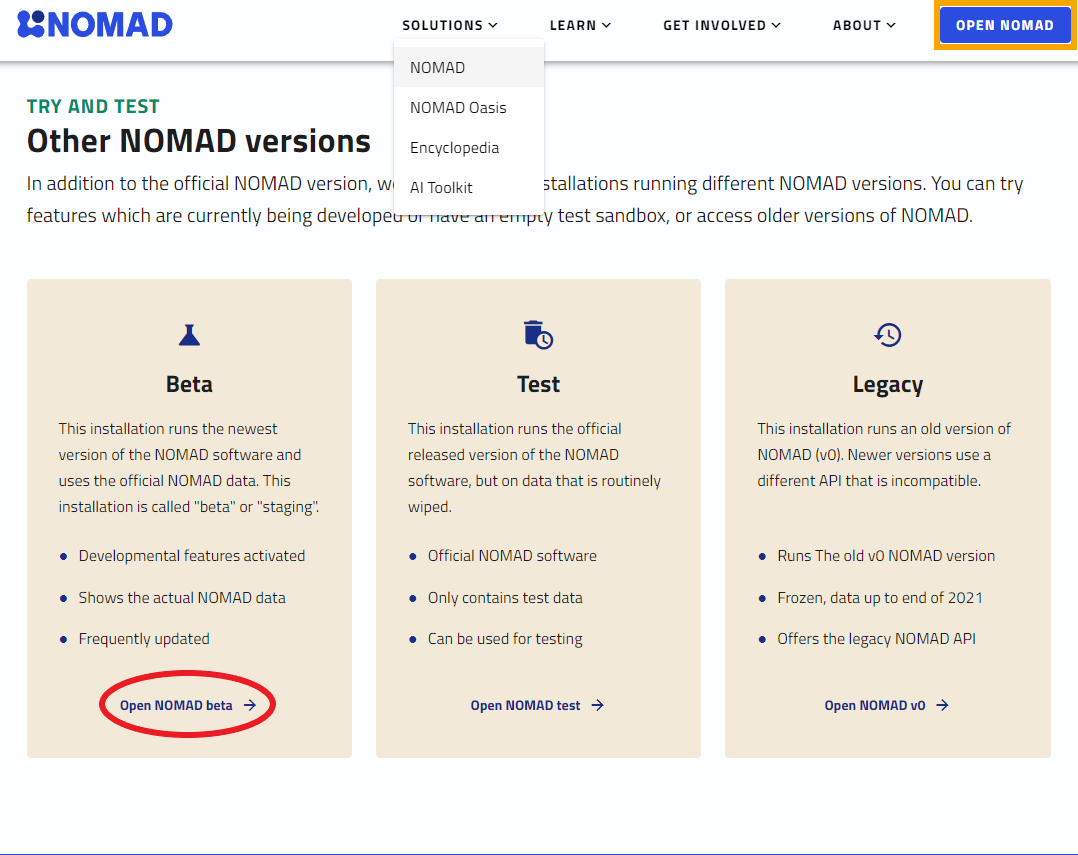 NOMAD
SOLUTIONS
LEARN
GET INVOLVED
ABOUT
OPEN NOMAD
NOMAD
NOMAD Oasis
Encyclopedia
AI Toolkit
TRY AND TEST
Other NOMAD versions
In addition to the official NOMAD version, we stallations running different NOMAD versions. You can try
features which are currently being developed or have an empty test sandbox, or access older versions of NOMAD.
Beta
This installation runs the newest
version of the NOMAD software and
uses the official NOMAD data. This
installation is called "beta" or "staging".
• Developmental features activated
• Shows the actual NOMAD data
• Frequently updated
Open NOMAD beta →
Test
This installation runs the official
released version of the NOMAD
software, but on data that is routinely
wiped.
• Official NOMAD software
• Only contains test data
• Can be used for testing
Open NOMAD test →
Legacy
This installation runs an old version of
NOMAD (v0). Newer versions use a
different API that is incompatible.
• Runs The old v0 NOMAD version
• Frozen, data up to end of 2021
• Offers the legacy NOMAD API
Open NOMAD v0 →